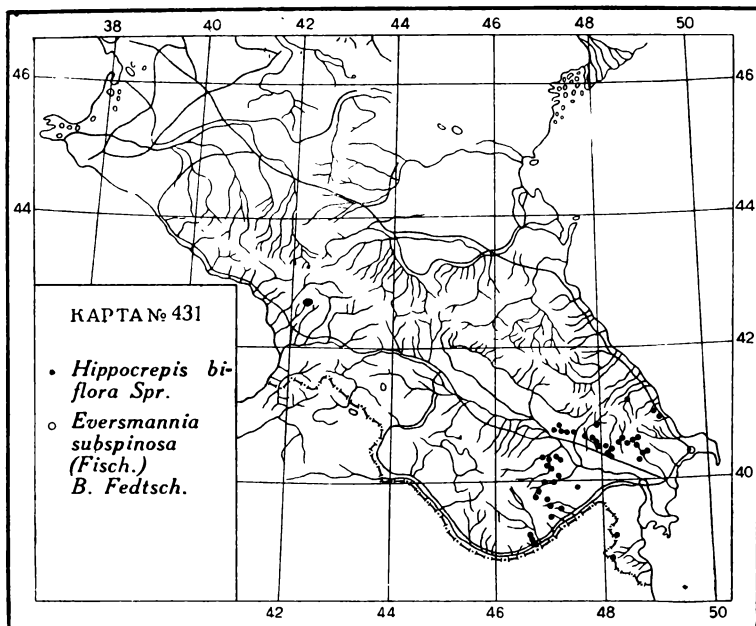 38 40 42 44 46 48 50
46
46
44
44
КАРТА № 431
Hippocrepis bi-
flora Spr.
Eversmannia
subspinosa
(Fisch.)
B. Fedtsch.
42
40
42 44 46 48 50